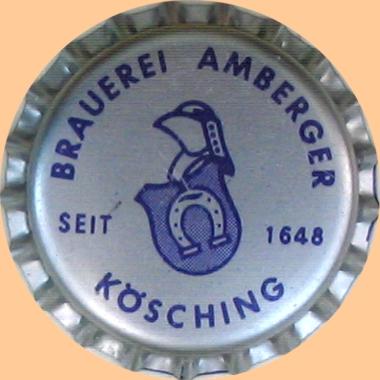 BRAUEREI AMBERGER
SEIT 1648
KÖSCHING